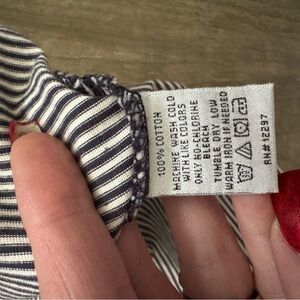 100% COTTON
MACHINE WASH COLD
WITH LIKE COLORS
ONLY NO-CHLORINE
BLEACH
TUMBLE DRY LOW
WARM IRON IF NEEDED
RN# 12297